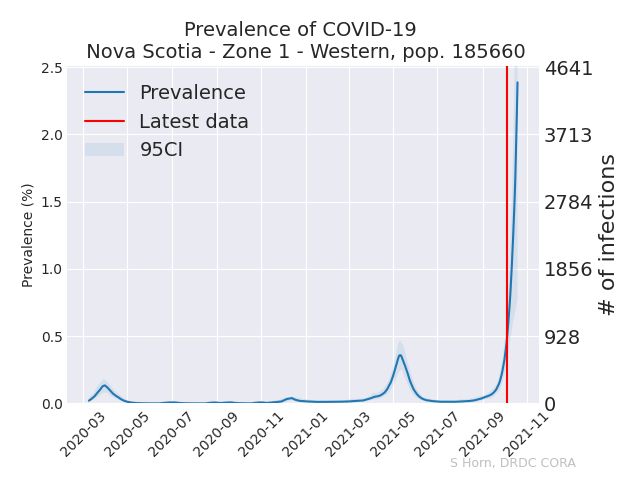 Prevalence of COVID-19
Nova Scotia - Zone 1 - Western, pop. 185660
Prevalence
Latest data
95CI
Prevalence (%)
2.5
2.0
1.5
1.0
0.5
0.0
4641
3713
2784
1856
928
0
# of infections
2020-03
2020-05
2020-07
2020-09
2020-11
2021-01
2021-03
2021-05
2021-07
2021-09
2021-11
S Horn, DRDC CORA